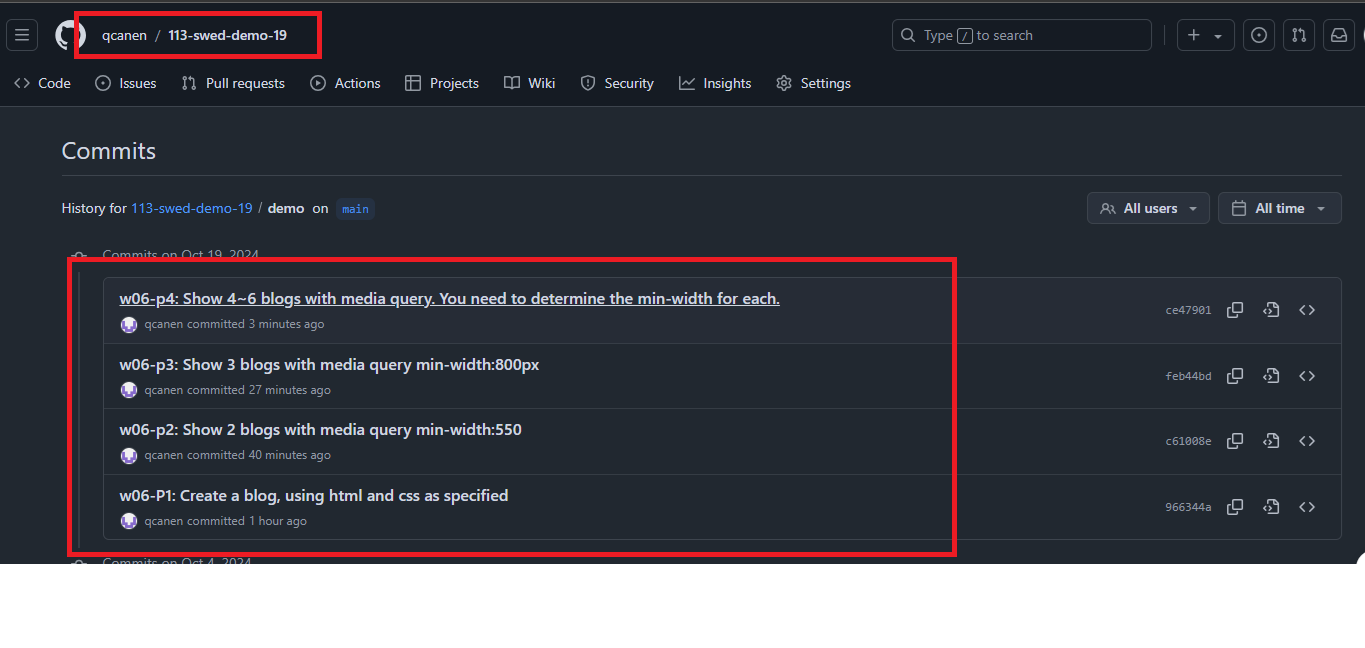 qcanen / 113-swed-demo-19
Type / to search
Code Issues Pull requests Actions Projects Wiki Security Insights Settings
Commits
History for 113-swed-demo-19 / demo on main
All users All time
Commits on Oct 19, 2024
w06-p4: Show 4~6 blogs with media query. You need to determine the min-width for each.
qcanen committed 3 minutes ago
ce47901
w06-p3: Show 3 blogs with media query min-width:800px
qcanen committed 27 minutes ago
feb44bd
w06-p2: Show 2 blogs with media query min-width:550
qcanen committed 40 minutes ago
c61008e
w06-P1: Create a blog, using html and css as specified
qcanen committed 1 hour ago
966344a
Commits on Oct 4, 2024